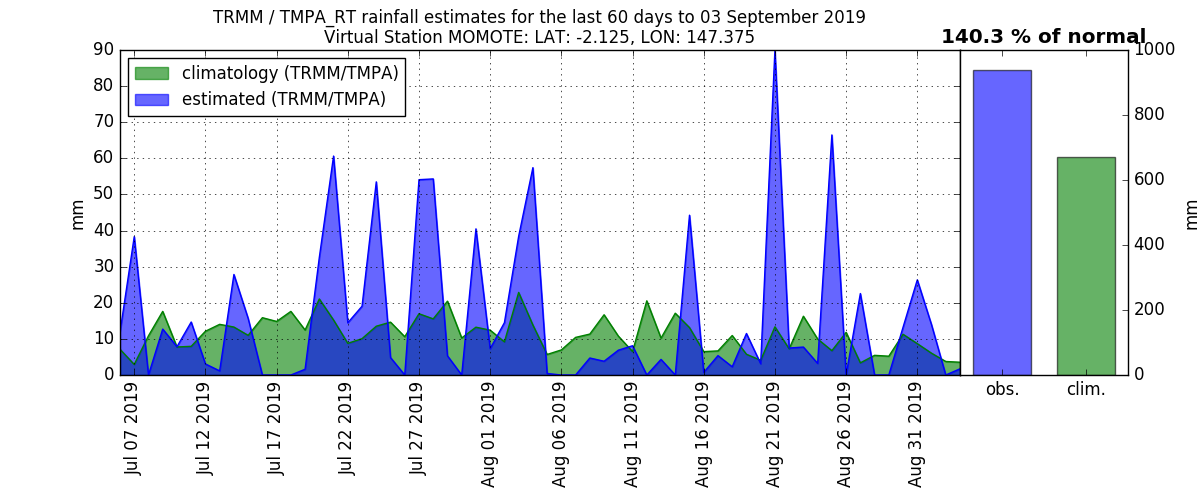 TRMM / TMPA_RT rainfall estimates for the last 60 days to 03 September 2019
Virtual Station MOMOTE: LAT: -2.125, LON: 147.375
140.3 % of normal
climatology (TRMM/TMPA)
estimated (TRMM/TMPA)
90
80
70
60
50
40
30
20
10
0
mm
Jul 07 2019
Jul 12 2019
Jul 17 2019
Jul 22 2019
Jul 27 2019
Aug 01 2019
Aug 06 2019
Aug 11 2019
Aug 16 2019
Aug 21 2019
Aug 26 2019
Aug 31 2019
obs.
clim.
1000
800
600
400
200
0
mm